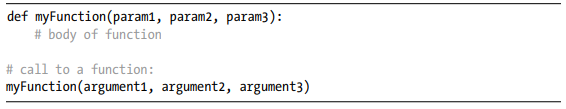 def myFunction(param1, param2, param3):
    # body of function
# call to a function:
myFunction(argument1, argument2, argument3)